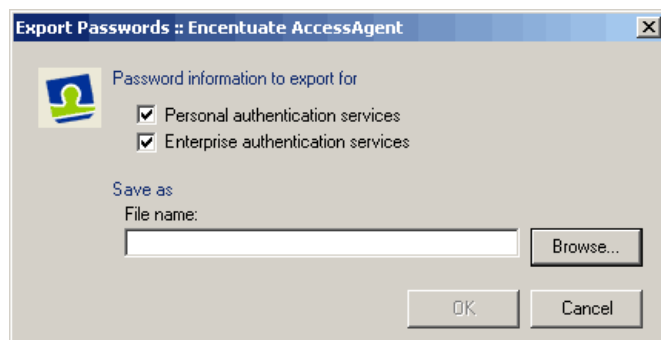 Export Passwords :: Encentuate AccessAgent
Password information to export for
Personal authentication services
Enterprise authentication services
Save as
File name:
Browse...
OK
Cancel